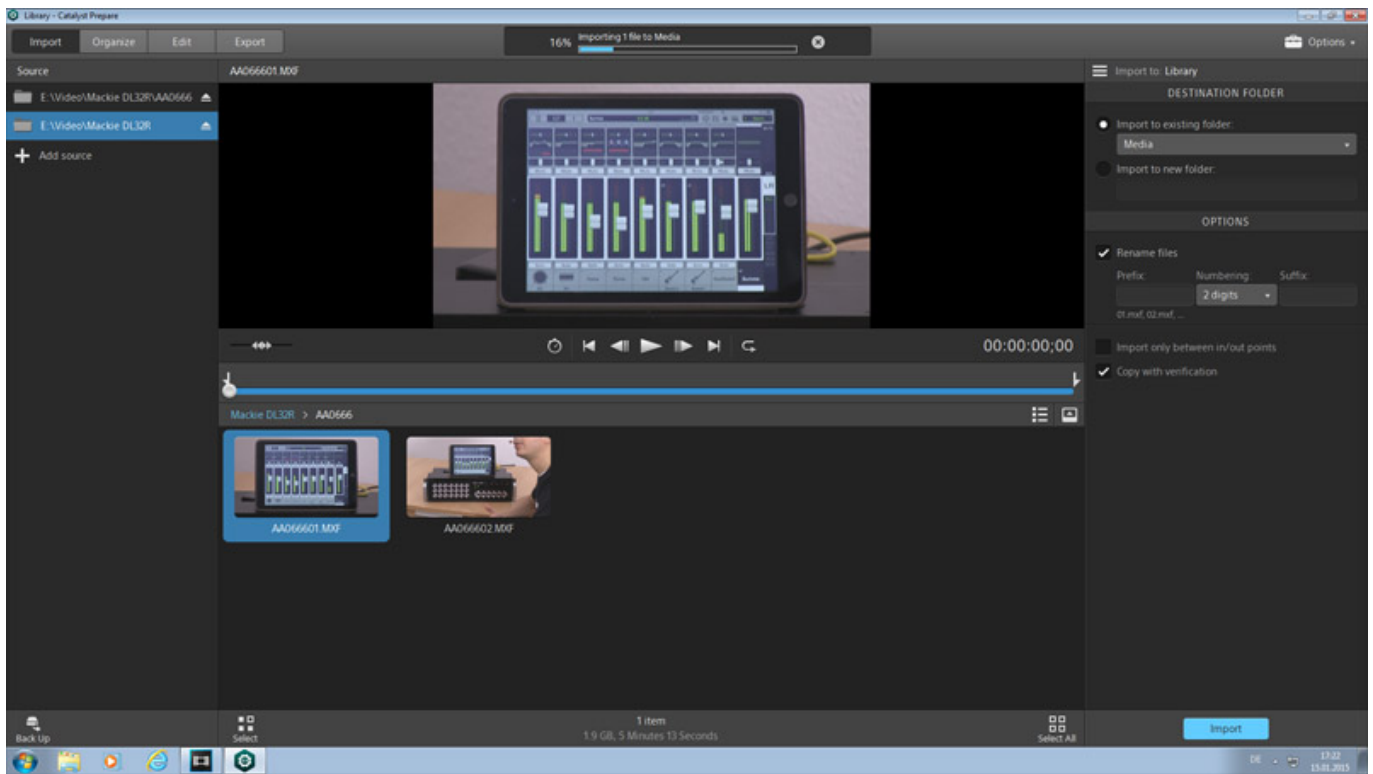 Library - Catalyst Prepare
Import Organize Edit Export
16% Importing 1 file to Media
Options
Source
AA066601.MXF
Import to: Library
E:\Video\Mackie DL32R\AA0666
DESTINATION FOLDER
E:\Video\Mackie DL32R
Import to existing folder:
Media
Add source
Import to new folder:
OPTIONS
Rename files
Prefix: Numbering: Suffix:
2 digits
01.mxf, 02.mxf, ...
00:00:00;00
Import only between in/out points
Copy with verification
Mackie DL32R > AA0666
AA066601.MXF
AA066602.MXF
Back Up
Select
1 item
1.9 GB, 5 Minutes 13 Seconds
Select All
Import
DE
17:22
15.01.2015